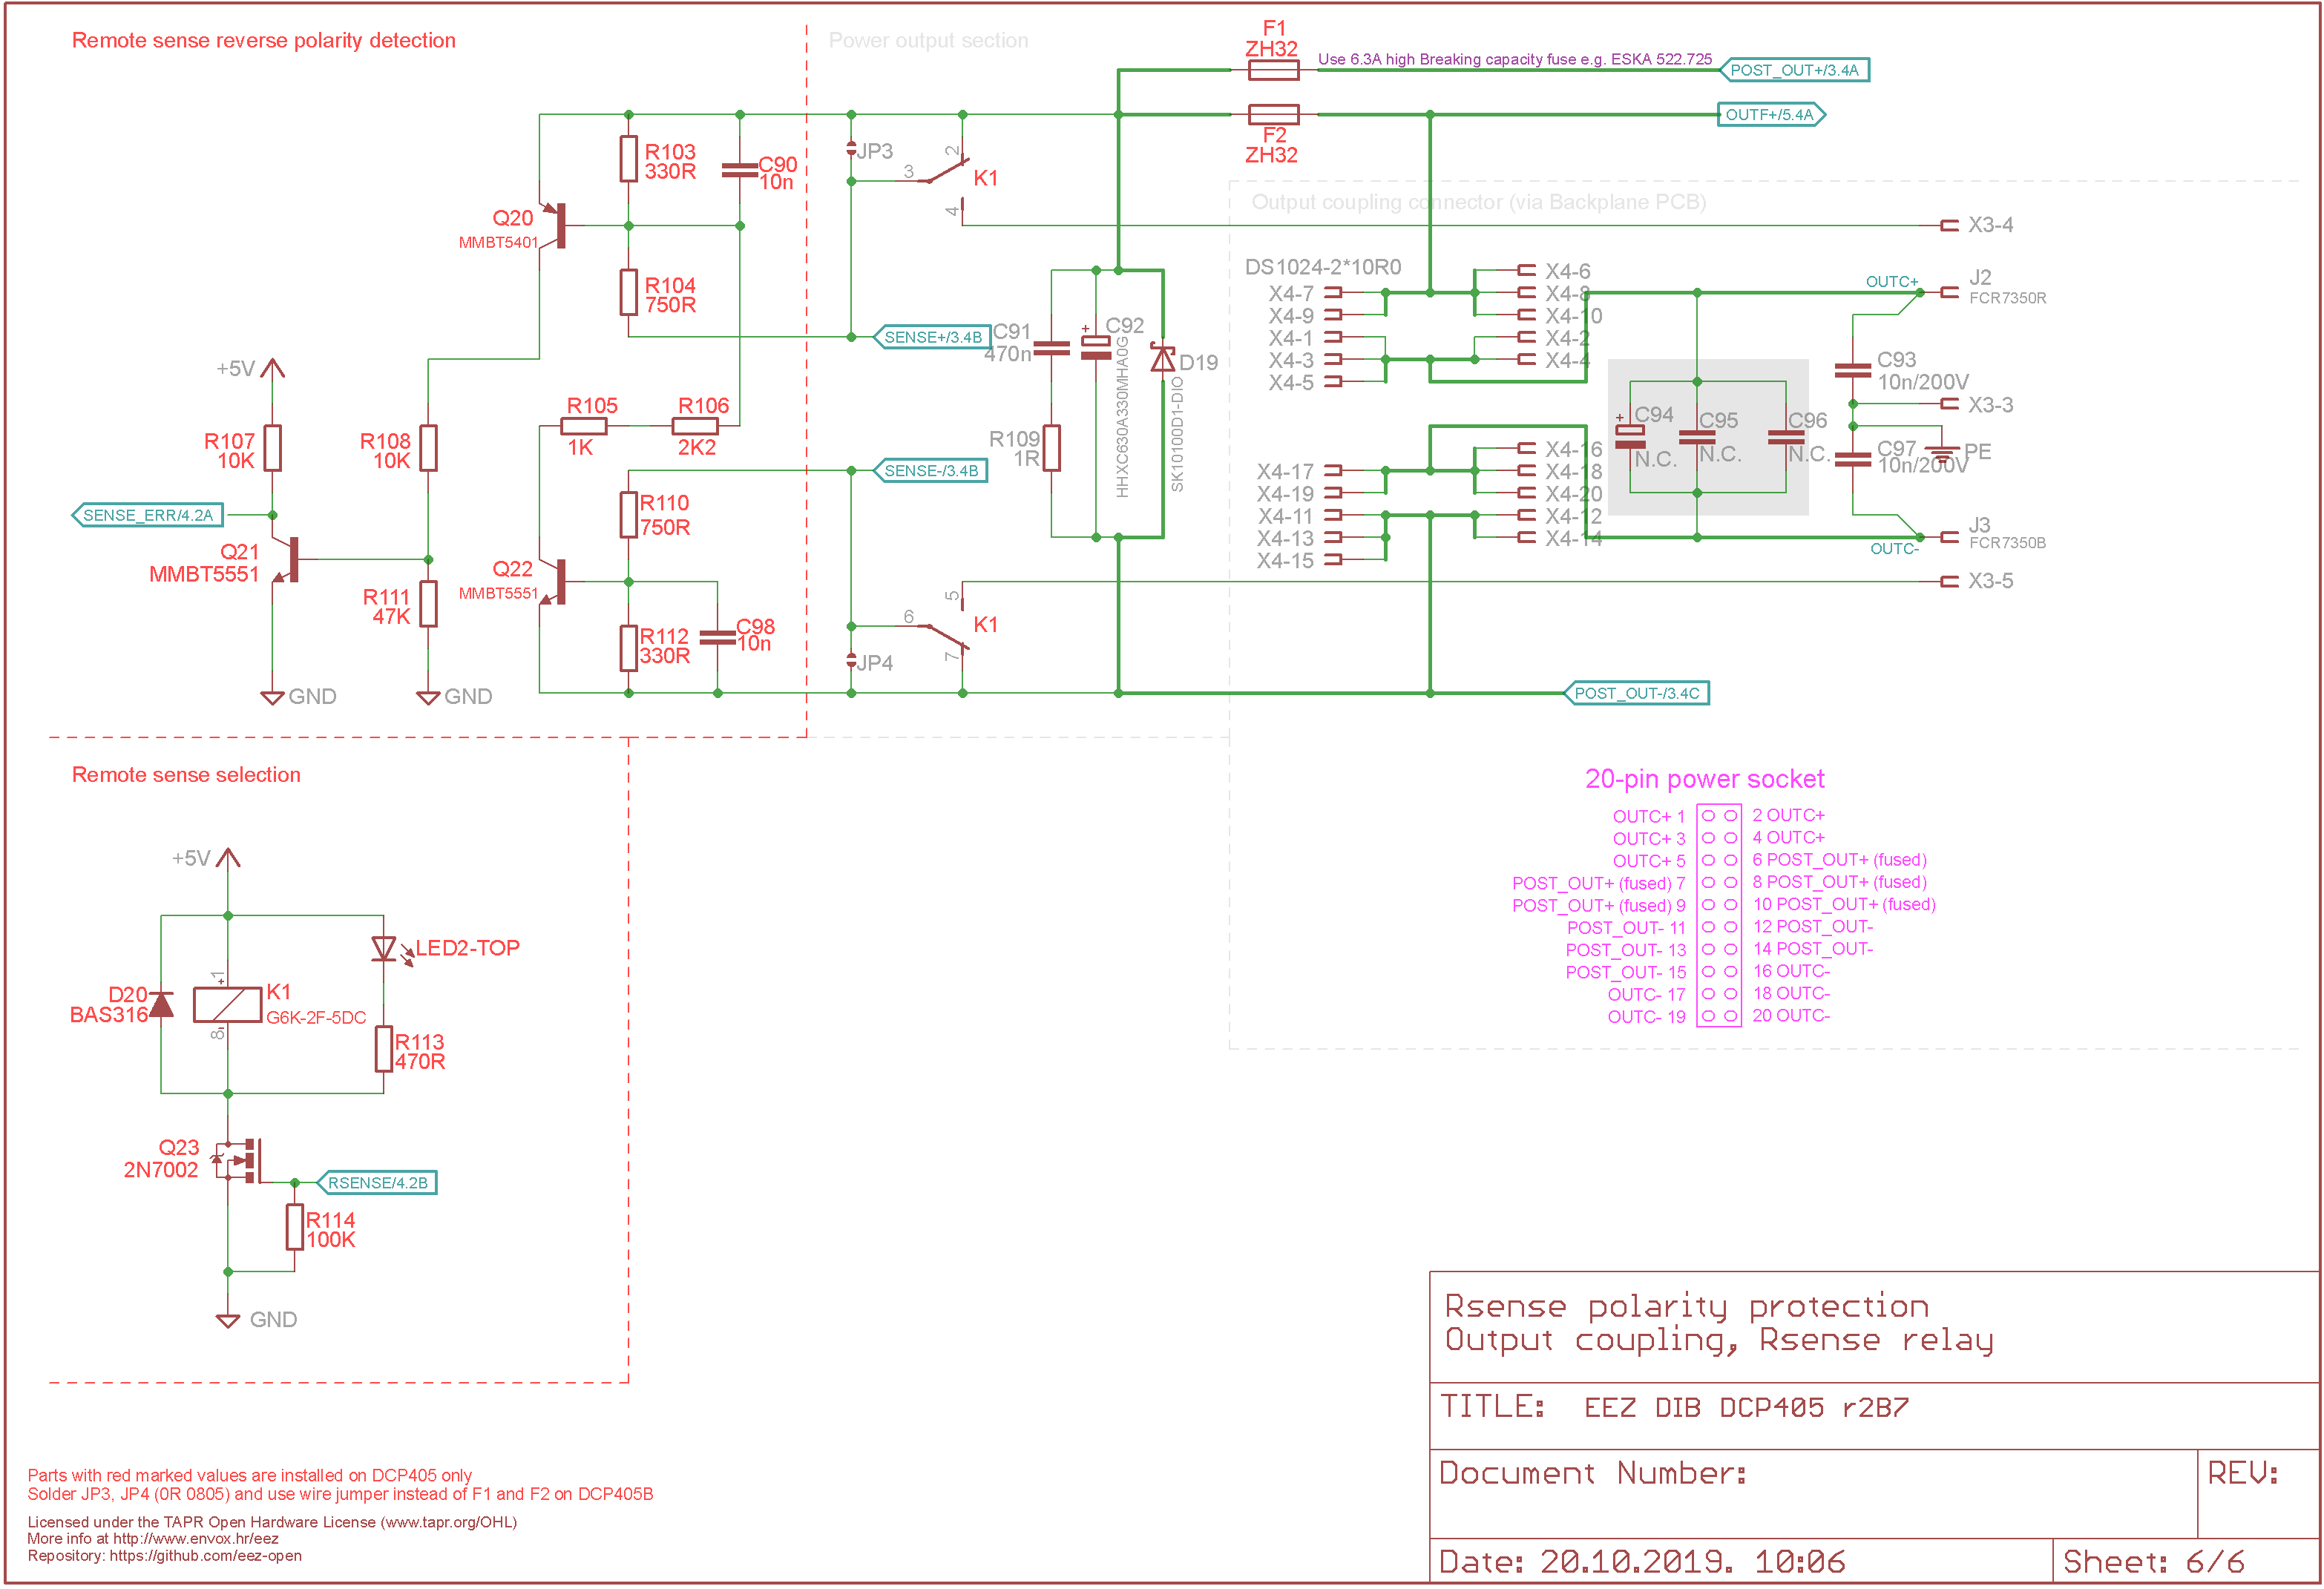 Remote sense reverse polarity detection
Power output section
F1
ZH32
Use 6.3A high Breaking capacity fuse e.g. ESKA 522.725
POST_OUT+/3.4A
OUTF+/5.4A
F2
ZH32
R103
330R
C90
10n
JP3
2
3
K1
4
Q20
MMBT5401
R104
750R
Output coupling connector (via Backplane PCB)
X3-4
DS1024-2*10R0
X4-7
X4-9
X4-1
X4-3
X4-5
X4-6
X4-8
X4-10
X4-2
X4-4
OUTC+
J2
FCR7350R
SENSE+/3.4B
C91
470n
+
C92
HHXC630A330MHA0G
D19
SK10100D1-DIO
C93
10n/200V
X3-3
+
C94
N.C.
C95
N.C.
C96
N.C.
C97
10n/200V
PE
+5V
R107
10K
R108
10K
R105
1K
R106
2K2
SENSE-/3.4B
R109
1R
R110
750R
SENSE_ERR/4.2A
Q21
MMBT5551
R111
47K
Q22
MMBT5551
R112
330R
C98
10n
5
6
K1
7
JP4
X4-17
X4-19
X4-11
X4-13
X4-15
X4-16
X4-18
X4-20
X4-12
X4-14
J3
FCR7350B
OUTC-
X3-5
GND
GND
POST_OUT-/3.4C
Remote sense selection
+5V
LED2-TOP
D20
BAS316
1
+
K1
G6K-2F-5DC
8
-
R113
470R
Q23
2N7002
RSENSE/4.2B
R114
100K
GND
20-pin power socket
OUTC+ 1 2 OUTC+
OUTC+ 3 4 OUTC+
OUTC+ 5 6 POST_OUT+ (fused)
POST_OUT+ (fused) 7 8 POST_OUT+ (fused)
POST_OUT+ (fused) 9 10 POST_OUT+ (fused)
POST_OUT- 11 12 POST_OUT-
POST_OUT- 13 14 POST_OUT-
POST_OUT- 15 16 OUTC-
OUTC- 17 18 OUTC-
OUTC- 19 20 OUTC-
Parts with red marked values are installed on DCP405 only
Solder JP3, JP4 (0R 0805) and use wire jumper instead of F1 and F2 on DCP405B
Licensed under the TAPR Open Hardware License (www.tapr.org/OHL)
More info at http://www.envox.hr/eez
Repository: https://github.com/eez-open
Rsense polarity protection
Output coupling, Rsense relay
TITLE: EEZ DIB DCP405 r2B7
Document Number:
REV:
Date: 20.10.2019. 10:06
Sheet: 6/6